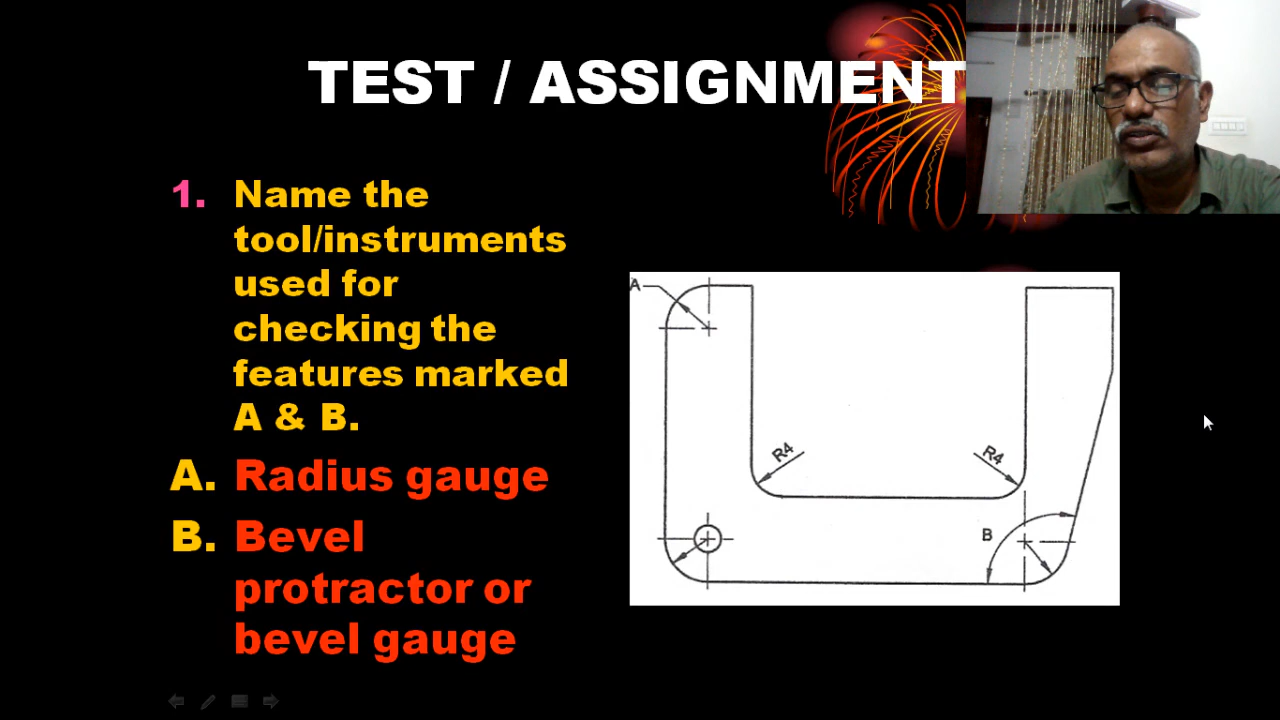 TEST / ASSIGNMENT
1. Name the
tool/instruments
used for
checking the
features marked
A & B.
A. Radius gauge
B. Bevel
protractor or
bevel gauge
A
R4
R4
B